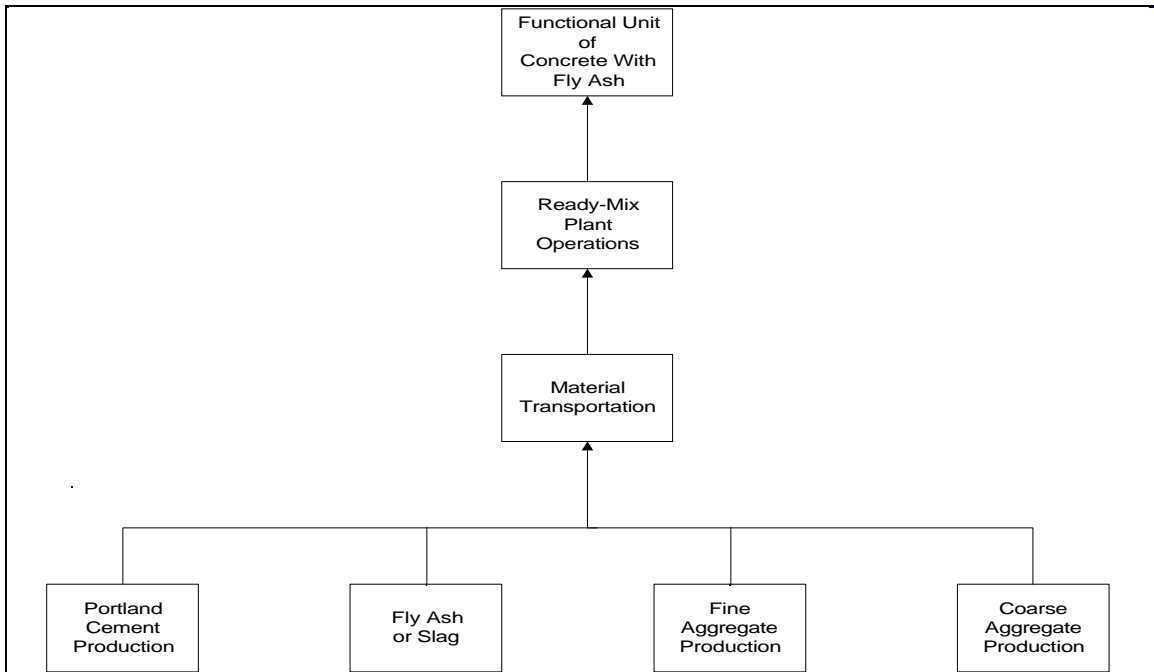 Functional Unit
of
Concrete With
Fly Ash
Ready-Mix
Plant
Operations
Material
Transportation
Portland
Cement
Production
Fly Ash
or Slag
Fine
Aggregate
Production
Coarse
Aggregate
Production